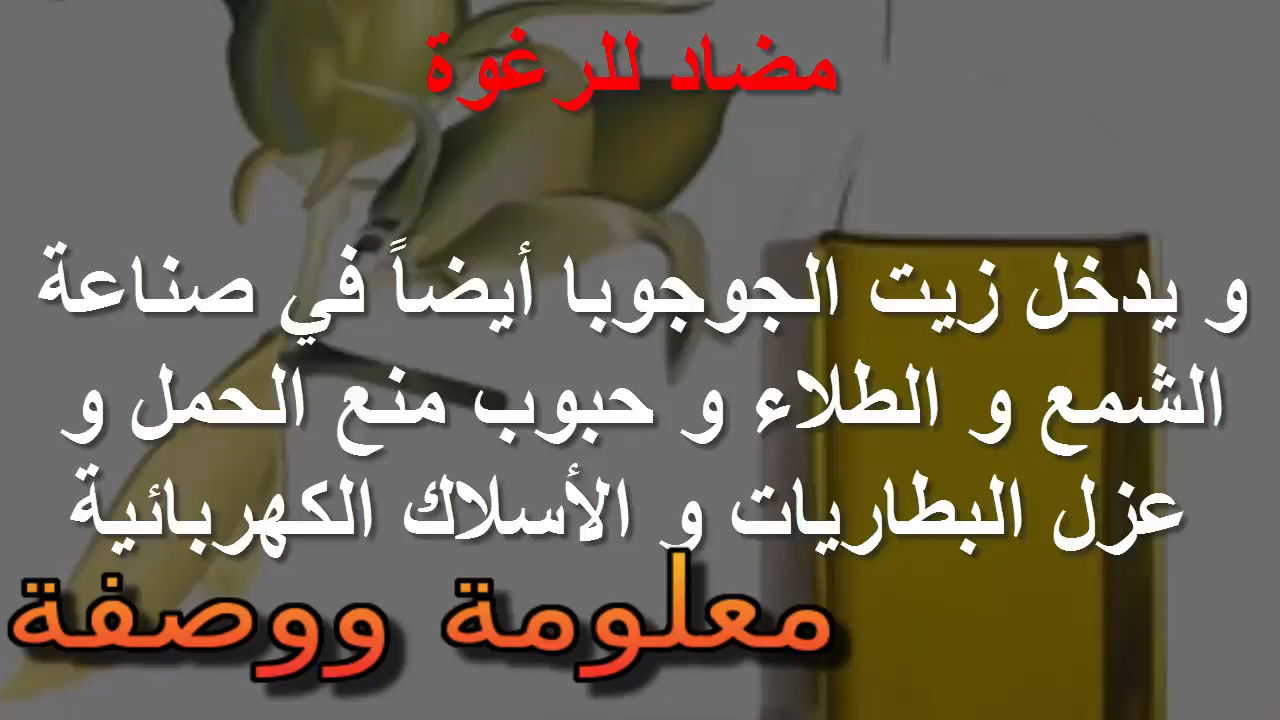 مضاد للرغوة
و يدخل زيت الجوجوبا أيضاً في صناعة
الشمع و الطلاء و حبوب منع الحمل و
عزل البطاريات و الأسلاك الكهربائية
معلومة ووصفة